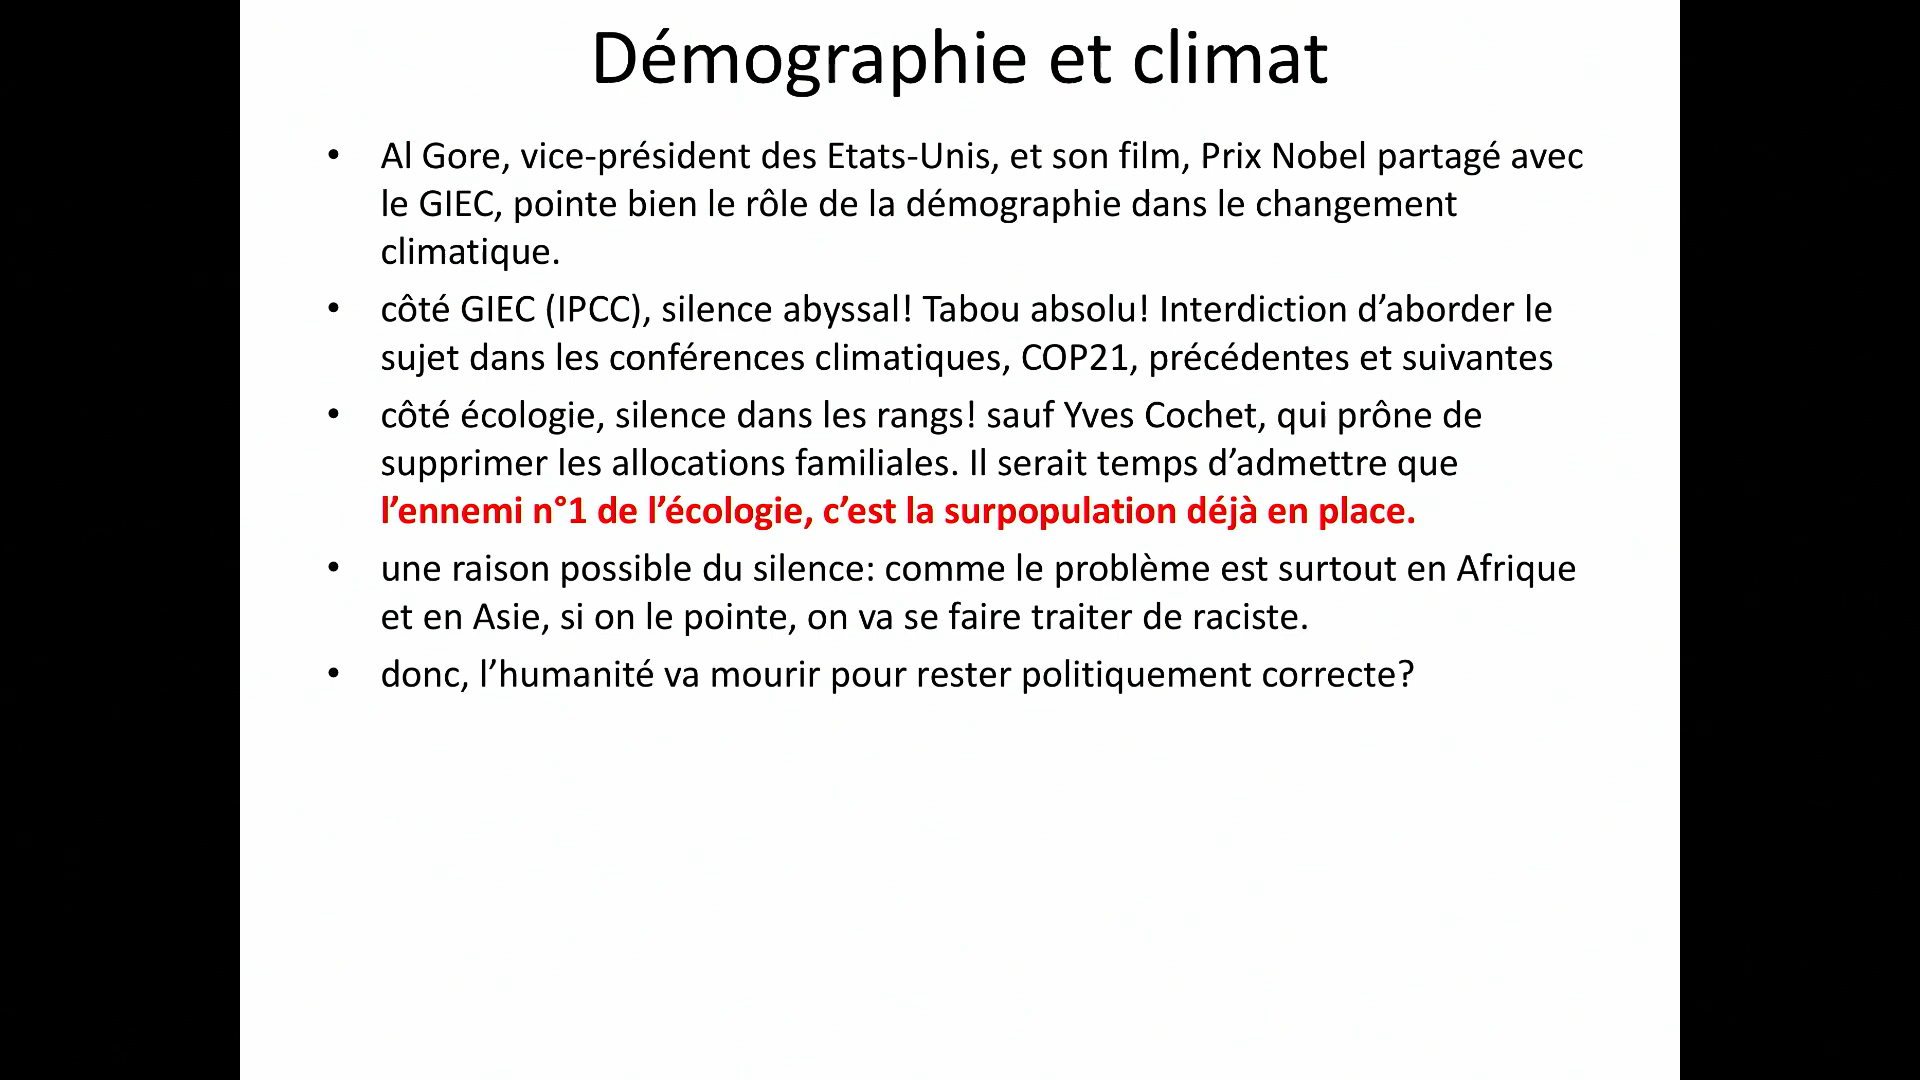 Démographie et climat
• Al Gore, vice-président des Etats-Unis, et son film, Prix Nobel partagé avec
le GIEC, pointe bien le rôle de la démographie dans le changement
climatique.
• côté GIEC (IPCC), silence abyssal! Tabou absolu! Interdiction d’aborder le
sujet dans les conférences climatiques, COP21, précédentes et suivantes
• côté écologie, silence dans les rangs! sauf Yves Cochet, qui prône de
supprimer les allocations familiales. Il serait temps d’admettre que
l’ennemi n°1 de l’écologie, c’est la surpopulation déjà en place.
• une raison possible du silence: comme le problème est surtout en Afrique
et en Asie, si on le pointe, on va se faire traiter de raciste.
• donc, l’humanité va mourir pour rester politiquement correcte?